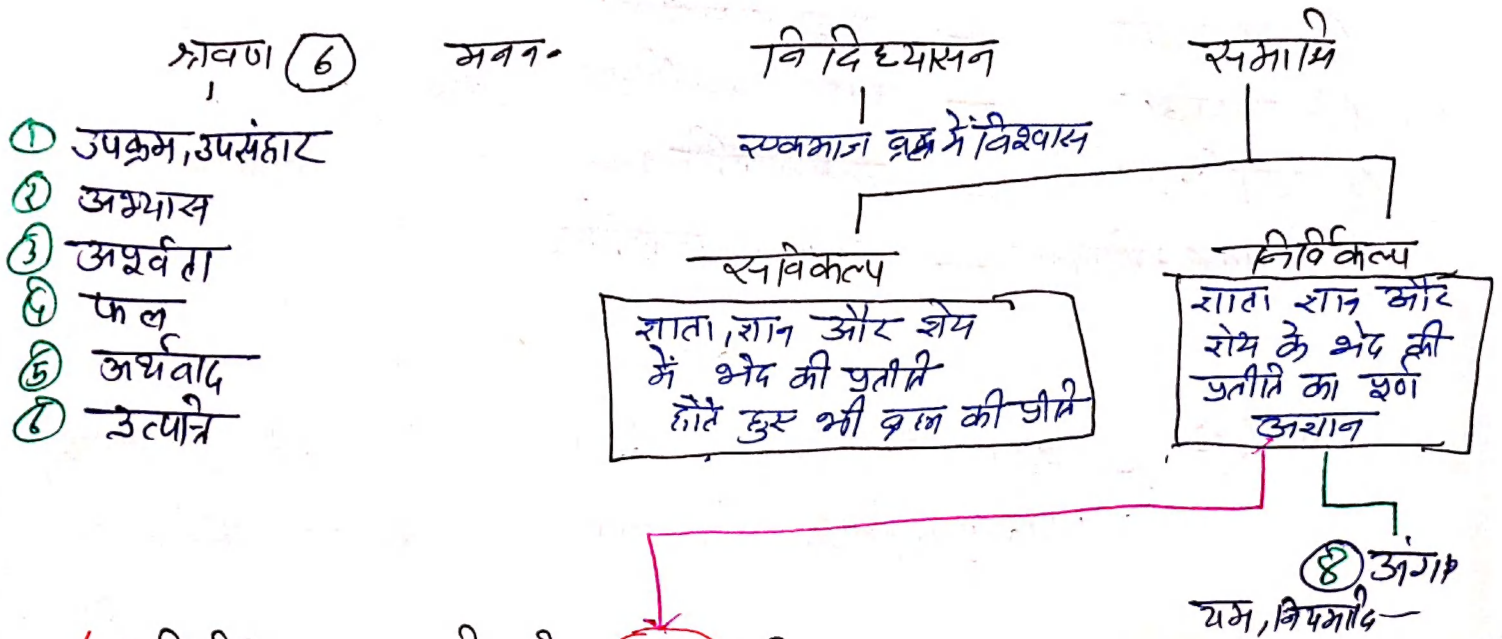 श्रवण ⑥ मनन॰ निदिध्यासन समाधि
① उपक्रम, उपसंहार
② अभ्यास
③ अपूर्वता
④ फल
⑤ अर्थवाद
⑥ उत्पत्ति
एकमात्र ब्रह्म में विश्वास
सविकल्प
ज्ञाता, ज्ञान और ज्ञेय
में भेद की प्रतीति
होते हुए भी ब्रह्म की
निर्विकल्प
ज्ञाता ज्ञान और
ज्ञेय के भेद की
प्रतीति का पूर्ण
⑧ अंग
यम, नियमादि—